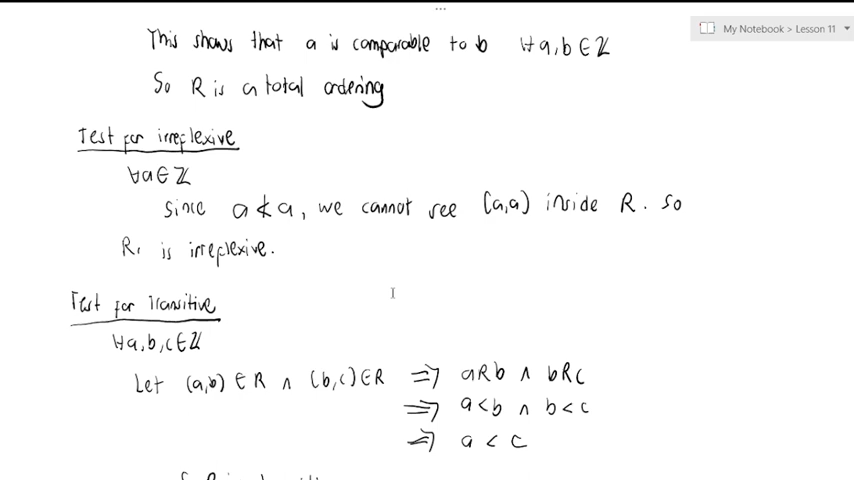 This shows that a is comparable to b ∀a,b∈ℤ
My Notebook > Lesson 11
So R is a total ordering
Test for irreflexive
∀a∈ℤ
Since a≮a, we cannot see (a,a) inside R. so
R, is irreflexive.
Test for Transitive
∀a,b,c∈ℤ
Let (a,b)∈R ∧ (b,c)∈R ⇒ aRb ∧ bRc
⇒ a<b ∧ b<c
⇒ a < c